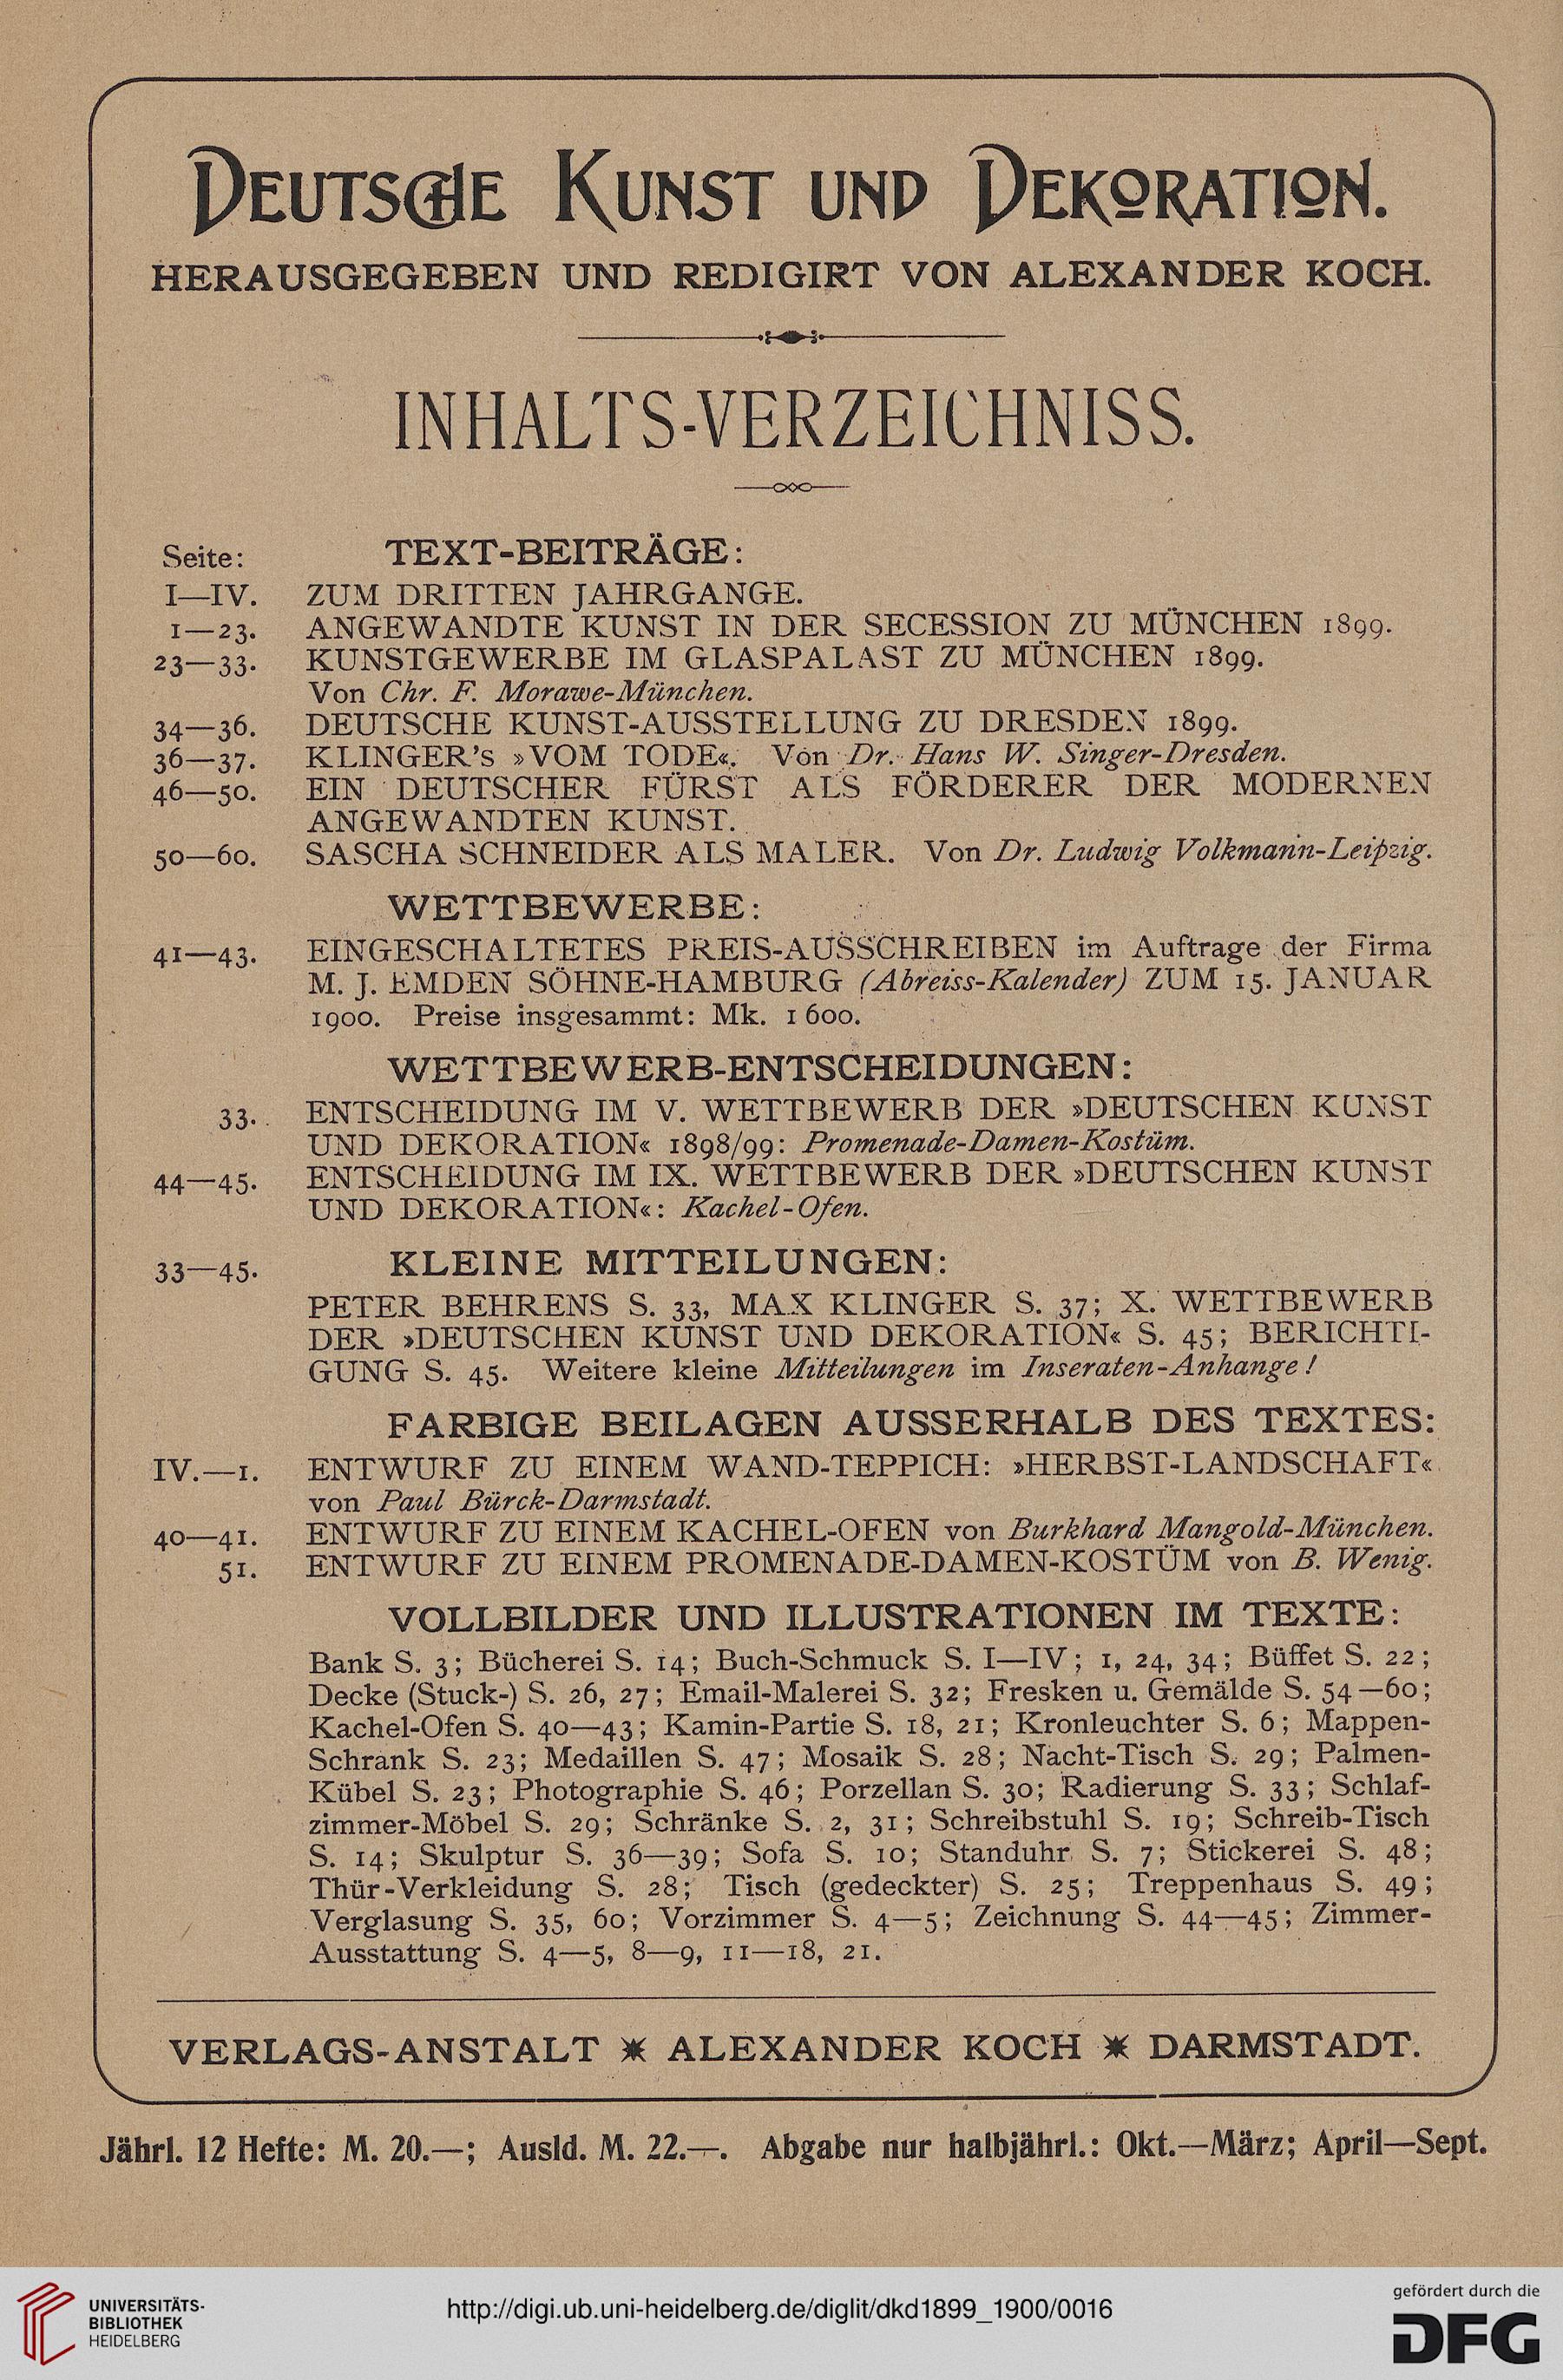 DEUTSCHE KUNST UND DEKORATION.
HERAUSGEGEBEN UND REDIGIRT VON ALEXANDER KOCH.
INHALTS-VERZEICHNISS.
Seite: TEXT-BEITRÄGE:
I—IV. ZUM DRITTEN JAHRGANGE.
1—23. ANGEWANDTE KUNST IN DER SECESSION ZU MÜNCHEN 1899.
23—33. KUNSTGEWERBE IM GLASPALAST ZU MÜNCHEN 1899.
Von Chr. F. Morawe-München.
34—36. DEUTSCHE KUNST-AUSSTELLUNG ZU DRESDEN 1899.
36—37. KLINGER's »VOM TODE«. Von Dr. Hans W. Singer-Dresden.
46—50. EIN DEUTSCHER FÜRST ALS FÖRDERER DER MODERNEN
ANGEWANDTEN KUNST.
50—60. SASCHA SCHNEIDER ALS MALER. Von Dr. Ludwig Volkmann-Leipzig.
WETTBEWERBE:
41—43. EINGESCHALTETES PREIS-AUSSCHREIBEN im Auftrage der Firma
M. J. EMDEN SÖHNE-HAMBURG (Abreiss-Kalender) ZUM 15. JANUAR
1900. Preise insgesammt: Mk. 1600.
WETTBEWERB-ENTSCHEIDUNGEN:
33. ENTSCHEIDUNG IM V. WETTBEWERB DER »DEUTSCHEN KUNST
UND DEKORATION« 1898/99: Promenade-Damen-Kostüm.
44—45. ENTSCHEIDUNG IM IX. WETTBEWERB DER »DEUTSCHEN KUNST
UND DEKORATION«: Kachel-Ofen.
33—45. KLEINE MITTEILUNGEN:
PETER BEHRENS S. 33, MAX KLINGER S. 37; X. WETTBEWERB
DER »DEUTSCHEN KUNST UND DEKORATION« S. 45; BERICHTI-
GUNG S. 45. Weitere kleine Mitteilungen im Inseraten-Anhange!
FARBIGE BEILAGEN AUSSERHALB DES TEXTES:
IV.—1. ENTWURF ZU EINEM WAND-TEPPICH: »HERBST-LANDSCHAFT«
von Paul Bürck-Darmstadt.
40—41. ENTWURF ZU EINEM KACHEL-OFEN von Burkhard Mangold-München.
51. ENTWURF ZU EINEM PROMENADE-DAMEN-KOSTÜM von B. Wenig.
VOLLBILDER UND ILLUSTRATIONEN IM TEXTE:
Bank S. 3; Bücherei S. 14; Buch-Schmuck S. I—IV; 1, 24, 34; Büffet S. 22;
Decke (Stuck-) S. 26, 27; Email-Malerei S. 32; Fresken u. Gemälde S. 54—60;
Kachel-Ofen S. 40—43; Kamin-Partie S. 18, 21; Kronleuchter S. 6; Mappen-
Schrank S. 23; Medaillen S. 47; Mosaik S. 28; Nacht-Tisch S. 29; Palmen-
Kübel S. 23; Photographie S. 46; Porzellan S. 30; Radierung S. 33; Schlaf-
zimmer-Möbel S. 29; Schränke S. 2, 31; Schreibstuhl S. 19; Schreib-Tisch
S. 14; Skulptur S. 36—39; Sofa S. 10; Standuhr S. 7; Stickerei S. 48;
Thür-Verkleidung S. 28; Tisch (gedeckter) S. 25; Treppenhaus S. 49;
Verglasung S. 35, 60; Vorzimmer S. 4—5; Zeichnung S. 44—45; Zimmer-
Ausstattung S. 4—5, 8—9, 11—18, 21.
VERLAGS-ANSTALT ✷ ALEXANDER KOCH ✷ DARMSTADT.
Jährl. 12 Hefte: M. 20.—; Ausld. M. 22.—. Abgabe nur halbjährl.: Okt.—März; April—Sept.
UNIVERSITÄTS-
BIBLIOTHEK
HEIDELBERG
http://digi.ub.uni-heidelberg.de/diglit/dkd1899_1900/0016
gefördert durch die
DFG